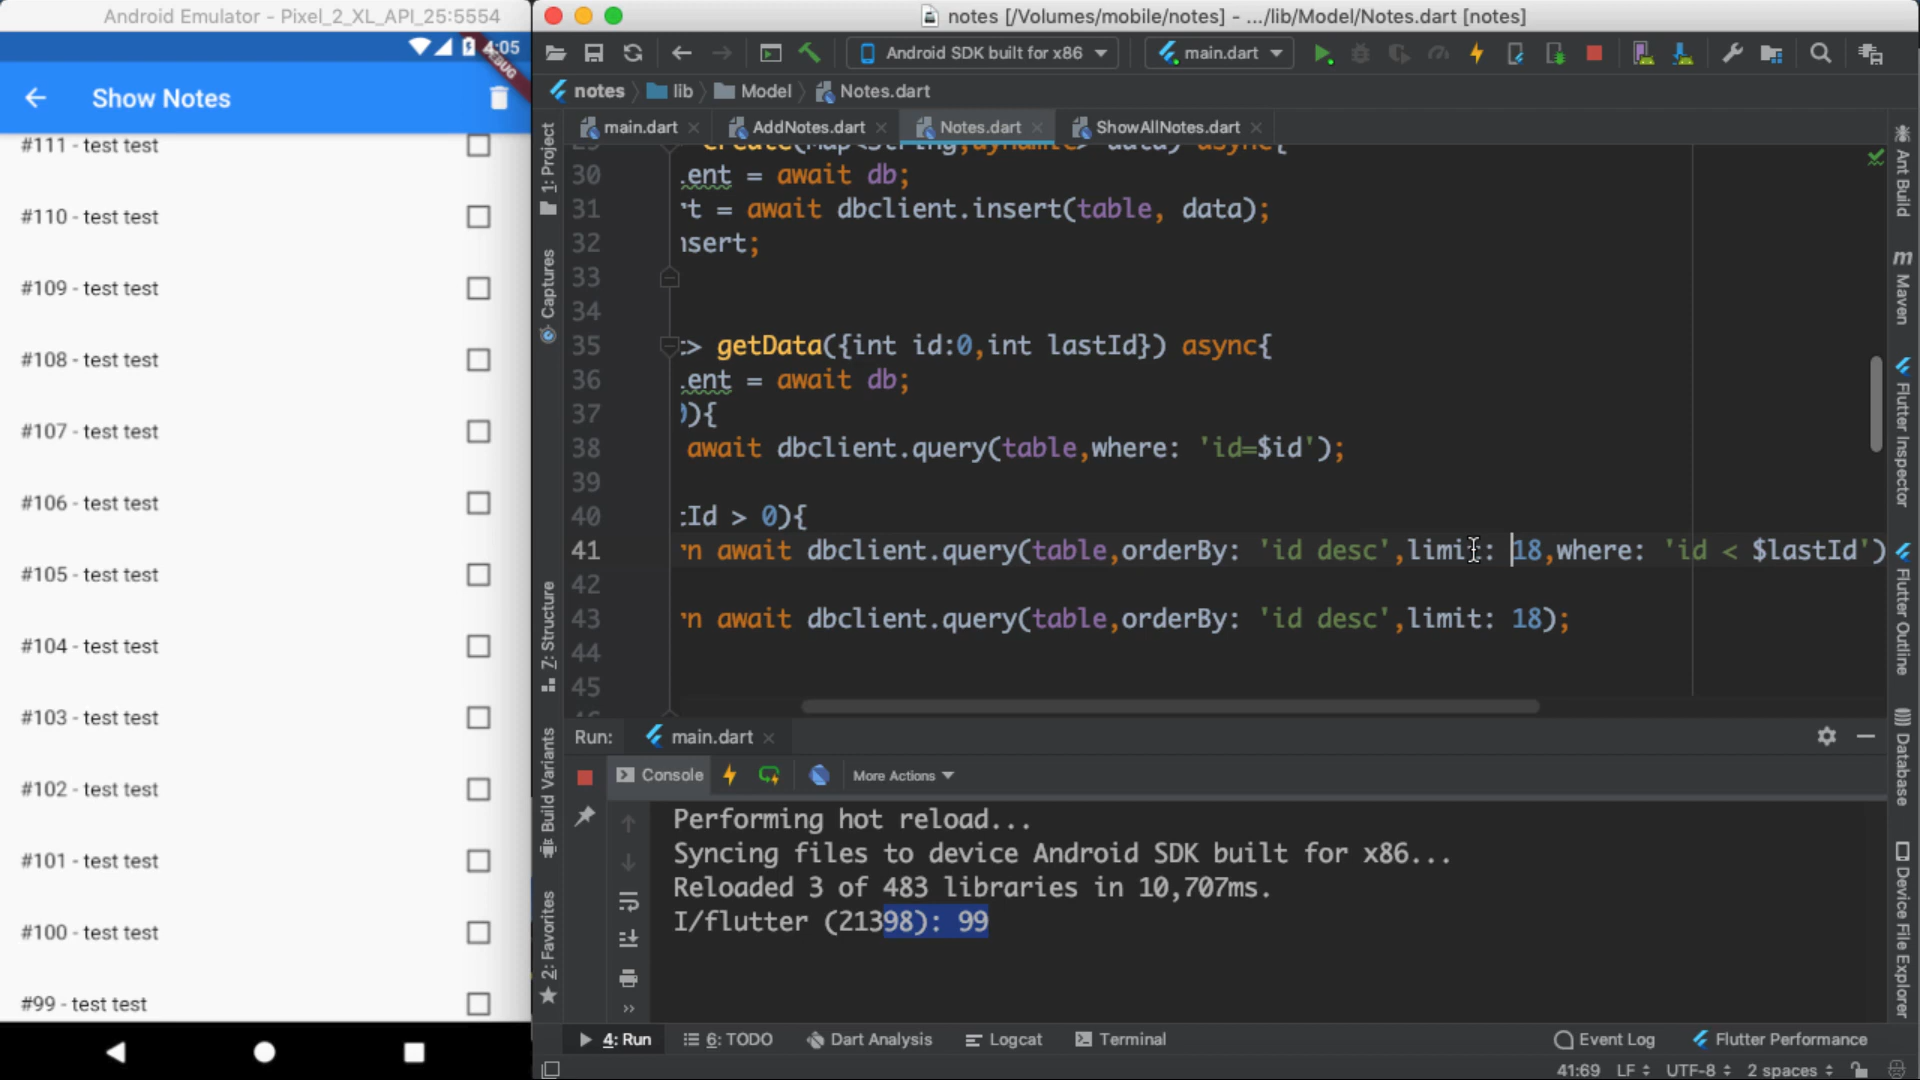 Android Emulator - Pixel_2_XL_API_25:5554
4:05
DEBUG
Show Notes
#111 - test test
#110 - test test
#109 - test test
#108 - test test
#107 - test test
#106 - test test
#105 - test test
#104 - test test
#103 - test test
#102 - test test
#101 - test test
#100 - test test
#99 - test test
notes [/Volumes/mobile/notes] - .../lib/Model/Notes.dart [notes]
Android SDK built for x86
main.dart
notes
lib
Model
Notes.dart
main.dart
AddNotes.dart
Notes.dart
ShowAllNotes.dart
1: Project
Captures
7: Structure
Build Variants
2: Favorites
30 ent = await db;
31 t = await dbclient.insert(table, data);
32 nsert;
33
34
35 > getData({int id:0,int lastId}) async{
36 ent = await db;
37 0){
38 await dbclient.query(table,where: 'id=$id');
39
40 tId > 0){
41 rn await dbclient.query(table,orderBy: 'id desc',limit: 18,where: 'id < $lastId')
42
43 rn await dbclient.query(table,orderBy: 'id desc',limit: 18);
44
45
Run:
main.dart
Console
More Actions
Performing hot reload...
Syncing files to device Android SDK built for x86...
Reloaded 3 of 483 libraries in 10,707ms.
I/flutter (21398): 99
4: Run
6: TODO
Dart Analysis
Logcat
Terminal
Event Log
Flutter Performance
41:69
LF
UTF-8
2 spaces
Ant Build
m
Maven
Flutter Inspector
Flutter Outline
Database
Device File Explorer